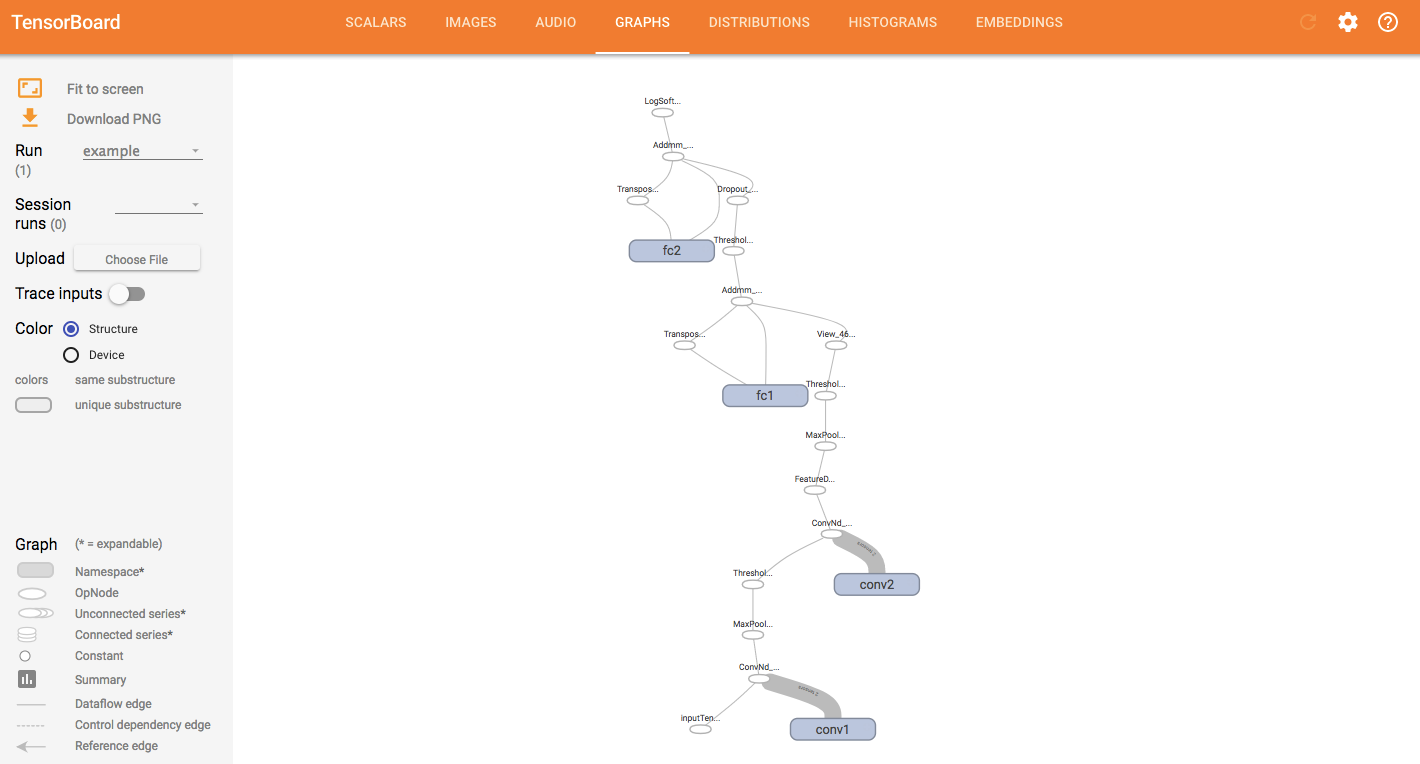 TensorBoard
SCALARS IMAGES AUDIO GRAPHS DISTRIBUTIONS HISTOGRAMS EMBEDDINGS
Fit to screen
Download PNG
Run example
(1)
Session
runs (0)
Upload Choose File
Trace inputs
Color Structure
Device
colors same substructure
unique substructure
Graph (* = expandable)
Namespace*
OpNode
Unconnected series*
Connected series*
Constant
Summary
Dataflow edge
Control dependency edge
Reference edge
LogSoft...
Addmm_...
Transpos... Dropout_...
Threshol...
fc2
Addmm_...
Transpos... View_46...
Threshol...
fc1
MaxPool...
FeatureD...
ConvNd_...
Threshol...
conv2
MaxPool...
ConvNd_...
inputTen...
conv1